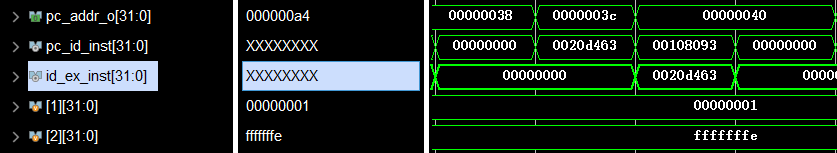 pc_addr_o[31:0] 000000a4 00000038 0000003c 00000040
pc_id_inst[31:0] XXXXXXXX 00000000 0020d463 00108093 00000000
id_ex_inst[31:0] XXXXXXXX 00000000 0020d463 0000
[1][31:0] 00000001 00000001
[2][31:0] fffffffe fffffffe